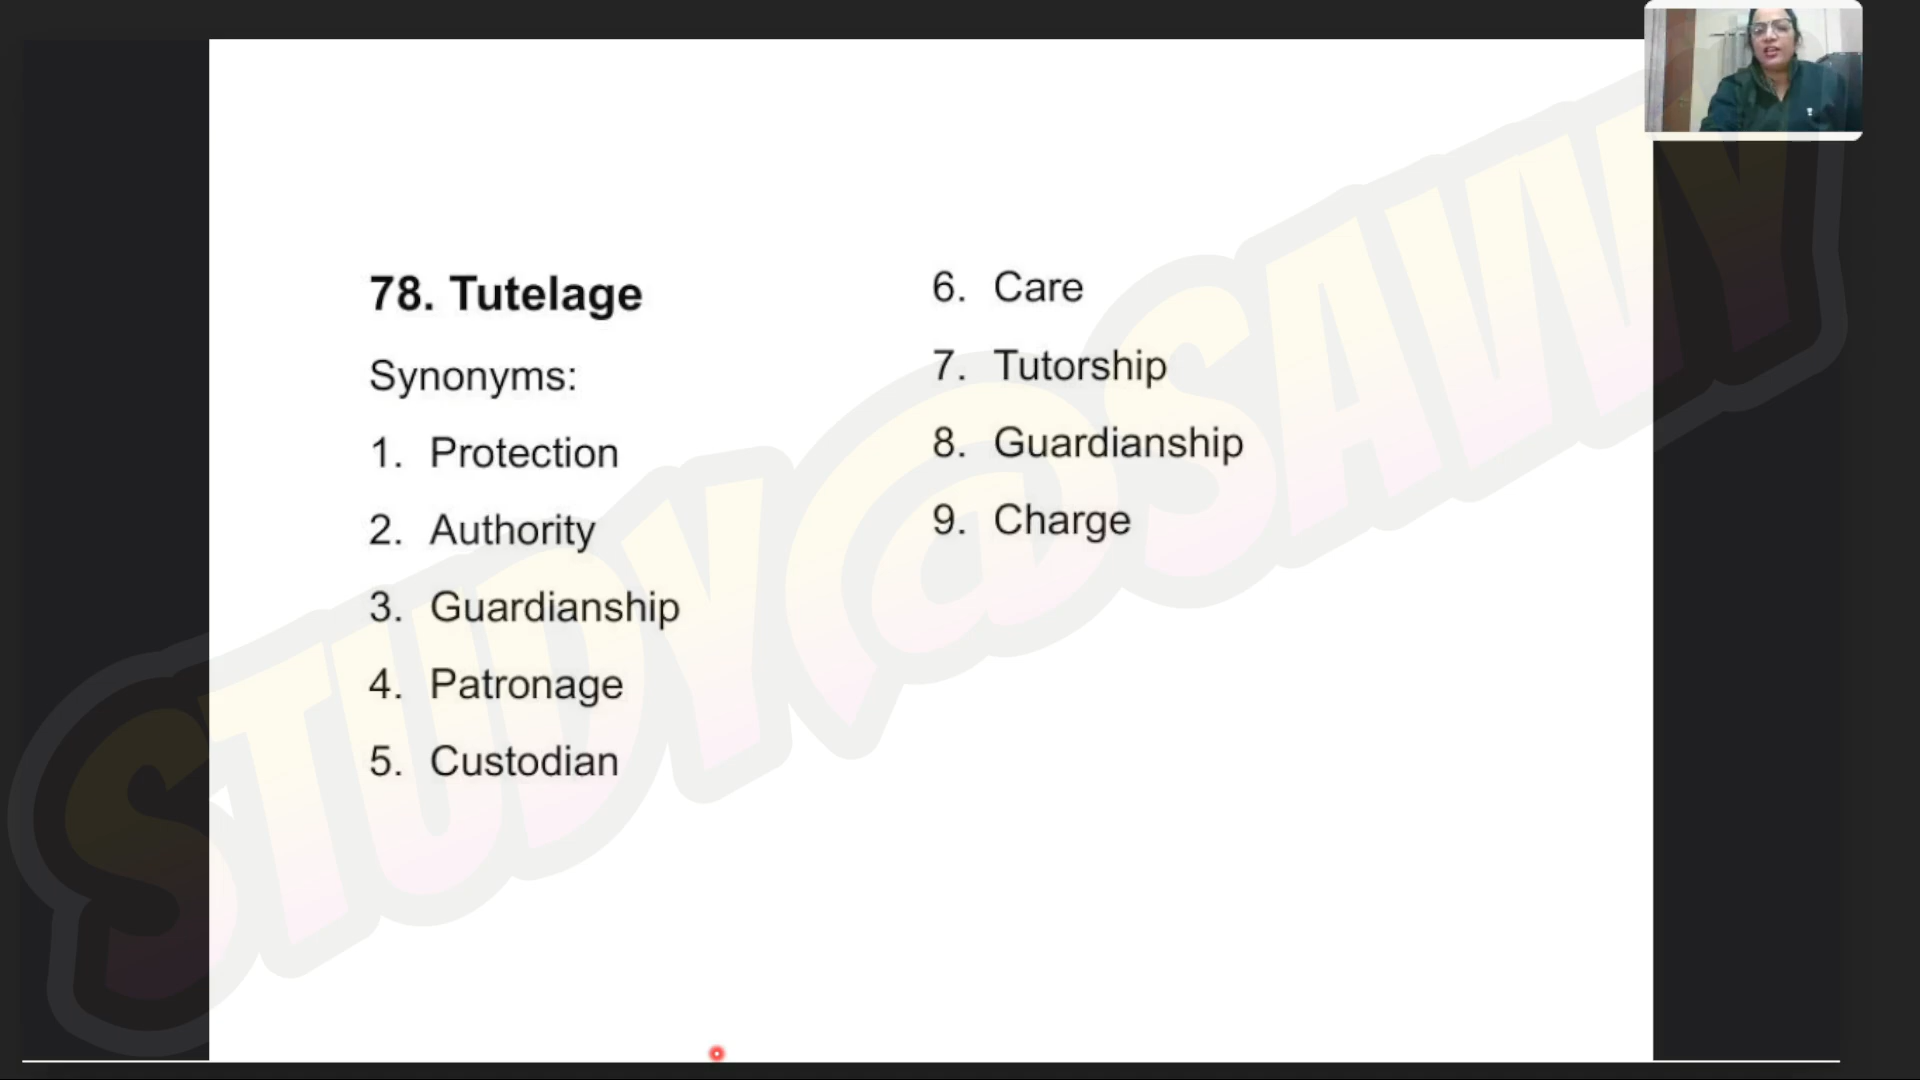 78. Tutelage
Synonyms:
1. Protection
2. Authority
3. Guardianship
4. Patronage
5. Custodian
6. Care
7. Tutorship
8. Guardianship
9. Charge
STUDY@SAVVY